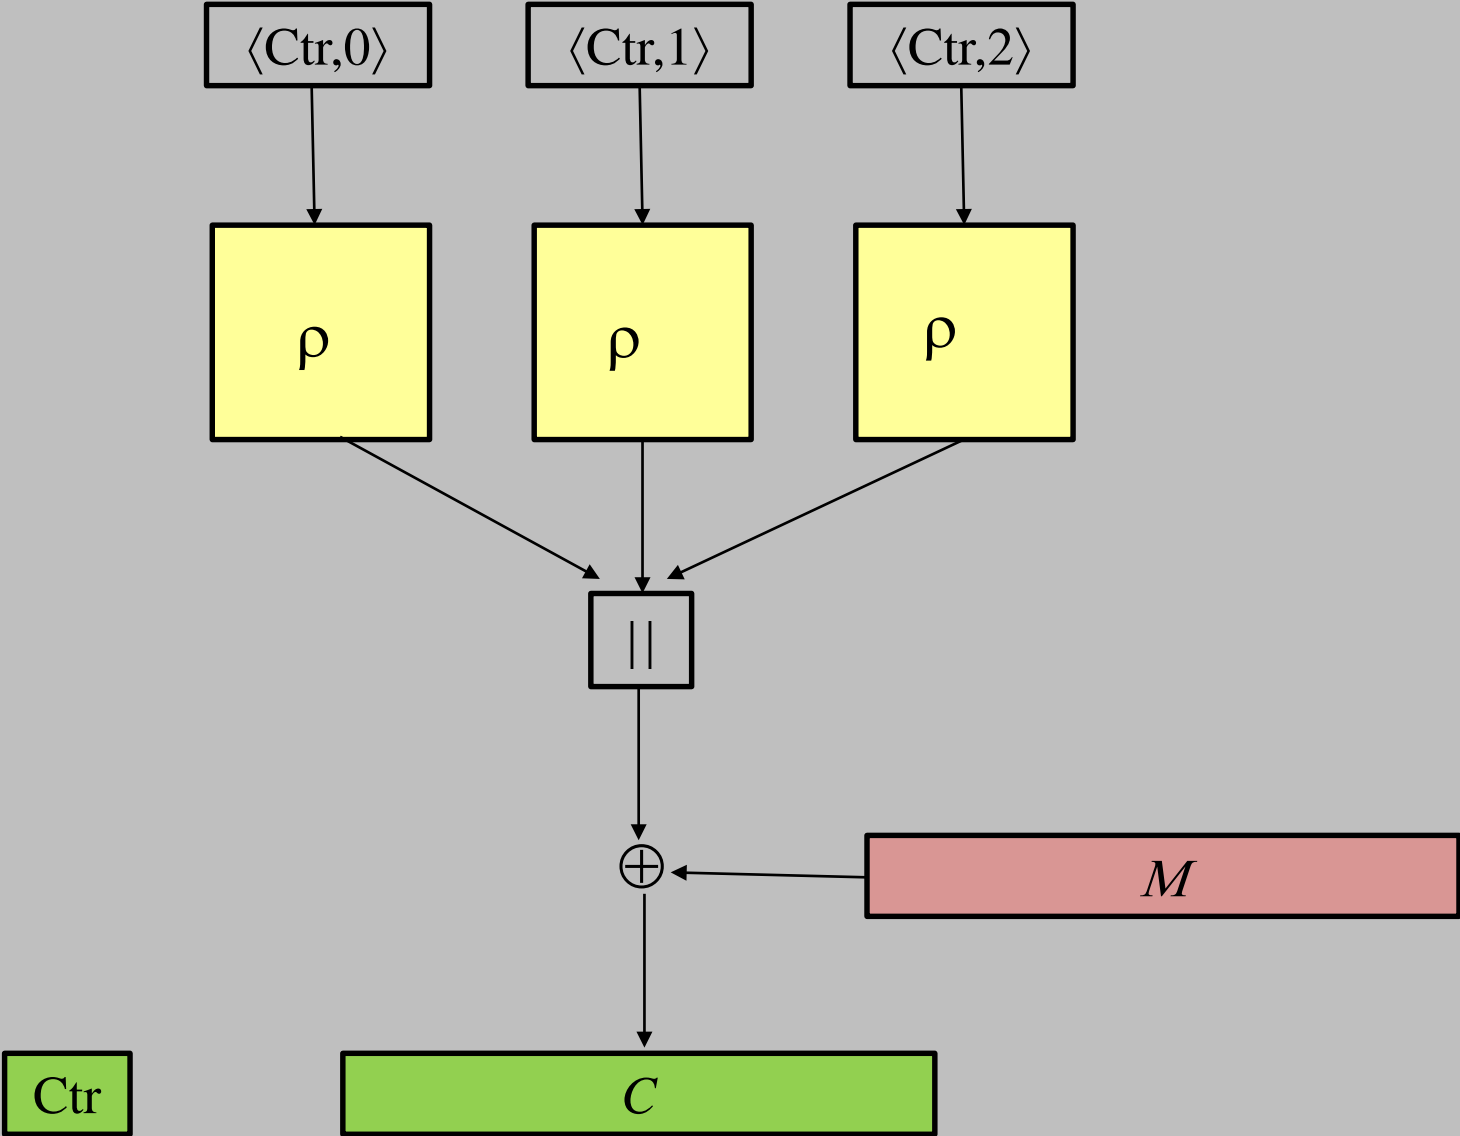 ⟨Ctr,0⟩ ⟨Ctr,1⟩ ⟨Ctr,2⟩
ρ ρ ρ
||
⊕
M
Ctr C